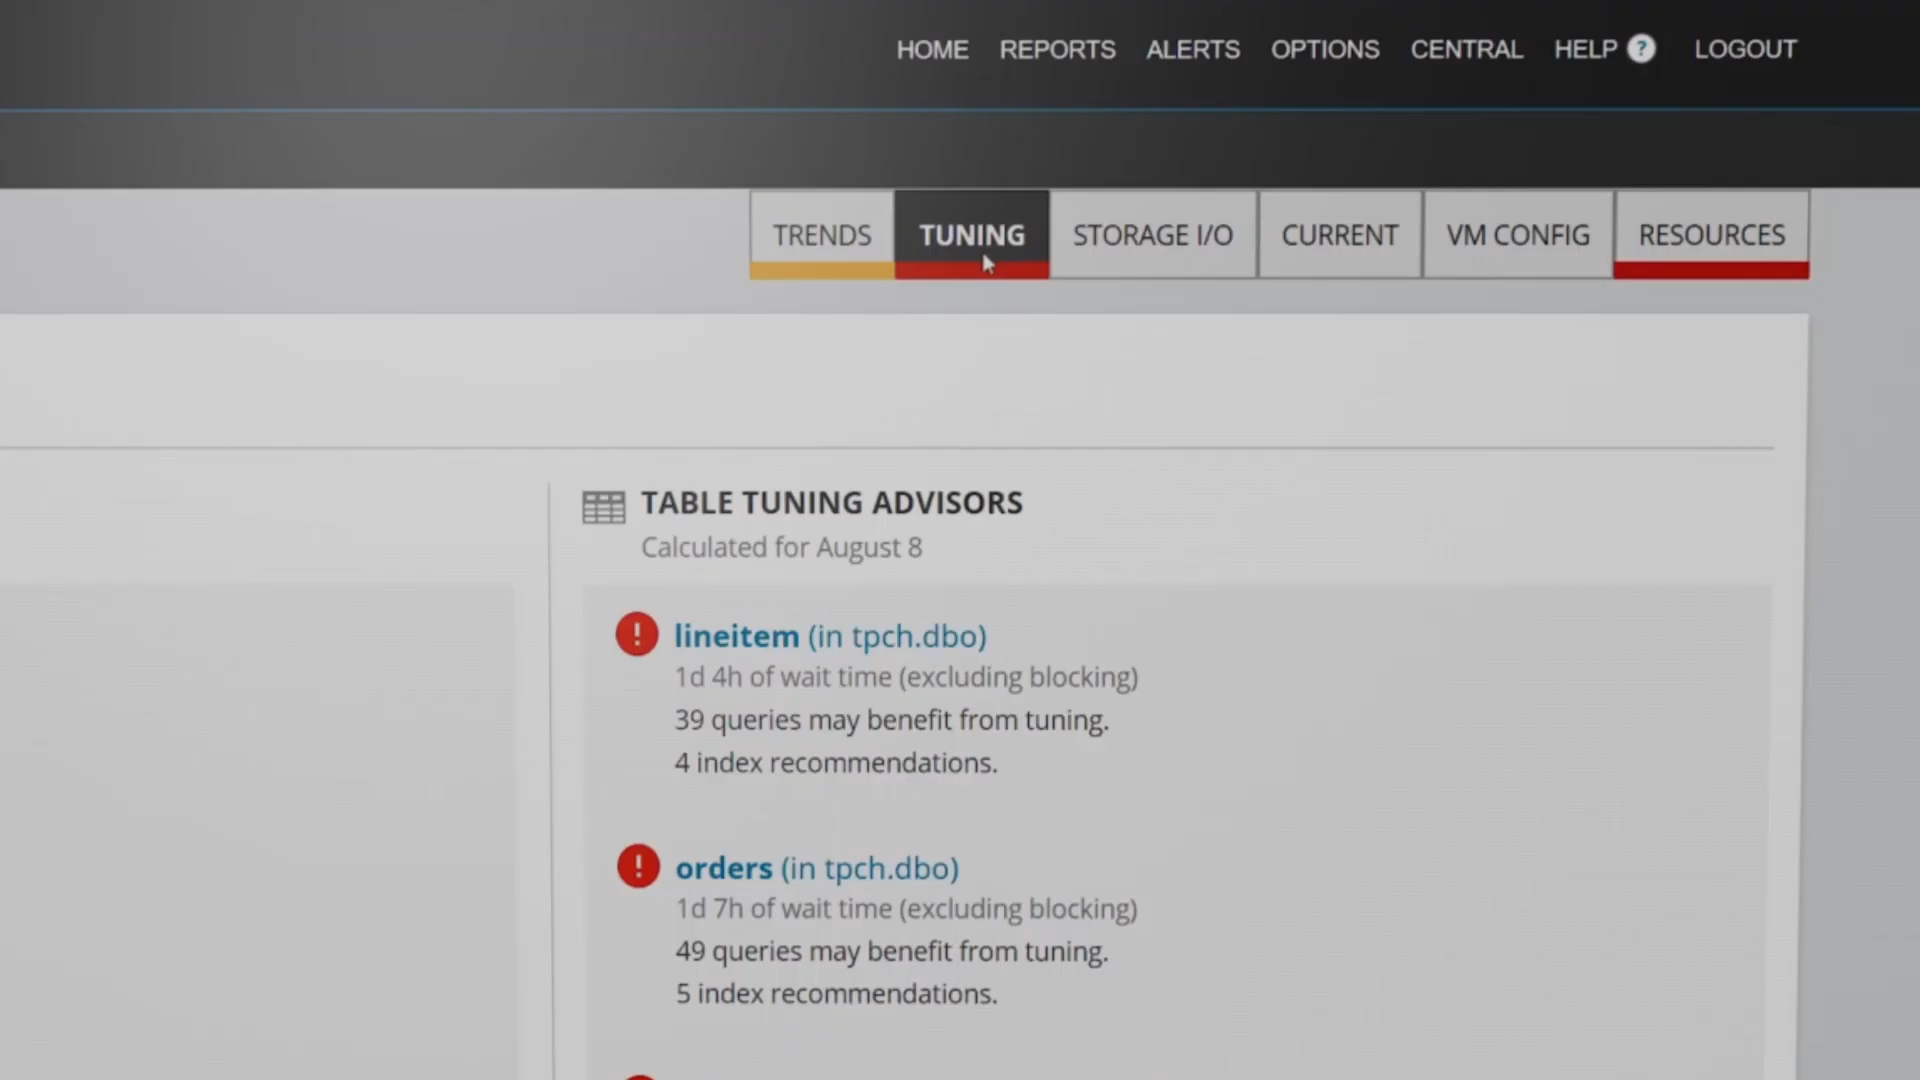 HOME REPORTS ALERTS OPTIONS CENTRAL HELP ? LOGOUT
TRENDS TUNING STORAGE I/O CURRENT VM CONFIG RESOURCES
TABLE TUNING ADVISORS
Calculated for August 8
! lineitem (in tpch.dbo)
1d 4h of wait time (excluding blocking)
39 queries may benefit from tuning.
4 index recommendations.
! orders (in tpch.dbo)
1d 7h of wait time (excluding blocking)
49 queries may benefit from tuning.
5 index recommendations.